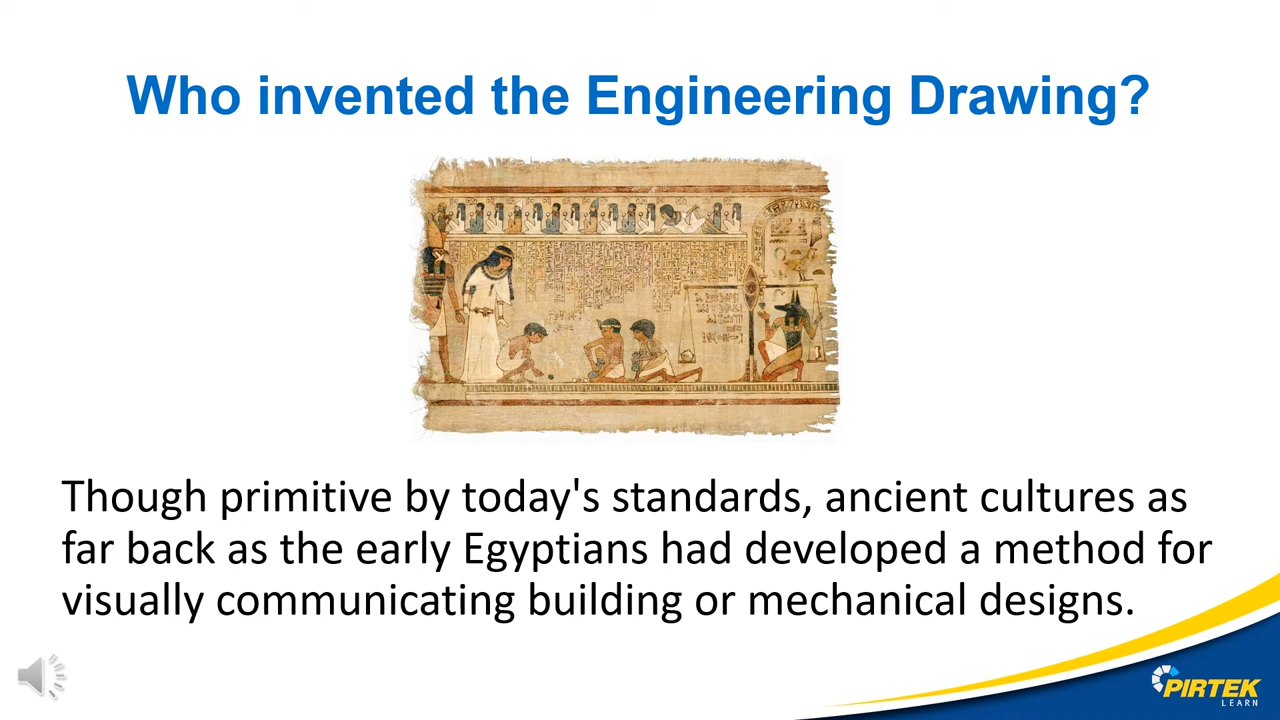 Who invented the Engineering Drawing?
Though primitive by today's standards, ancient cultures as
far back as the early Egyptians had developed a method for
visually communicating building or mechanical designs.
PIRTEK
LEARN